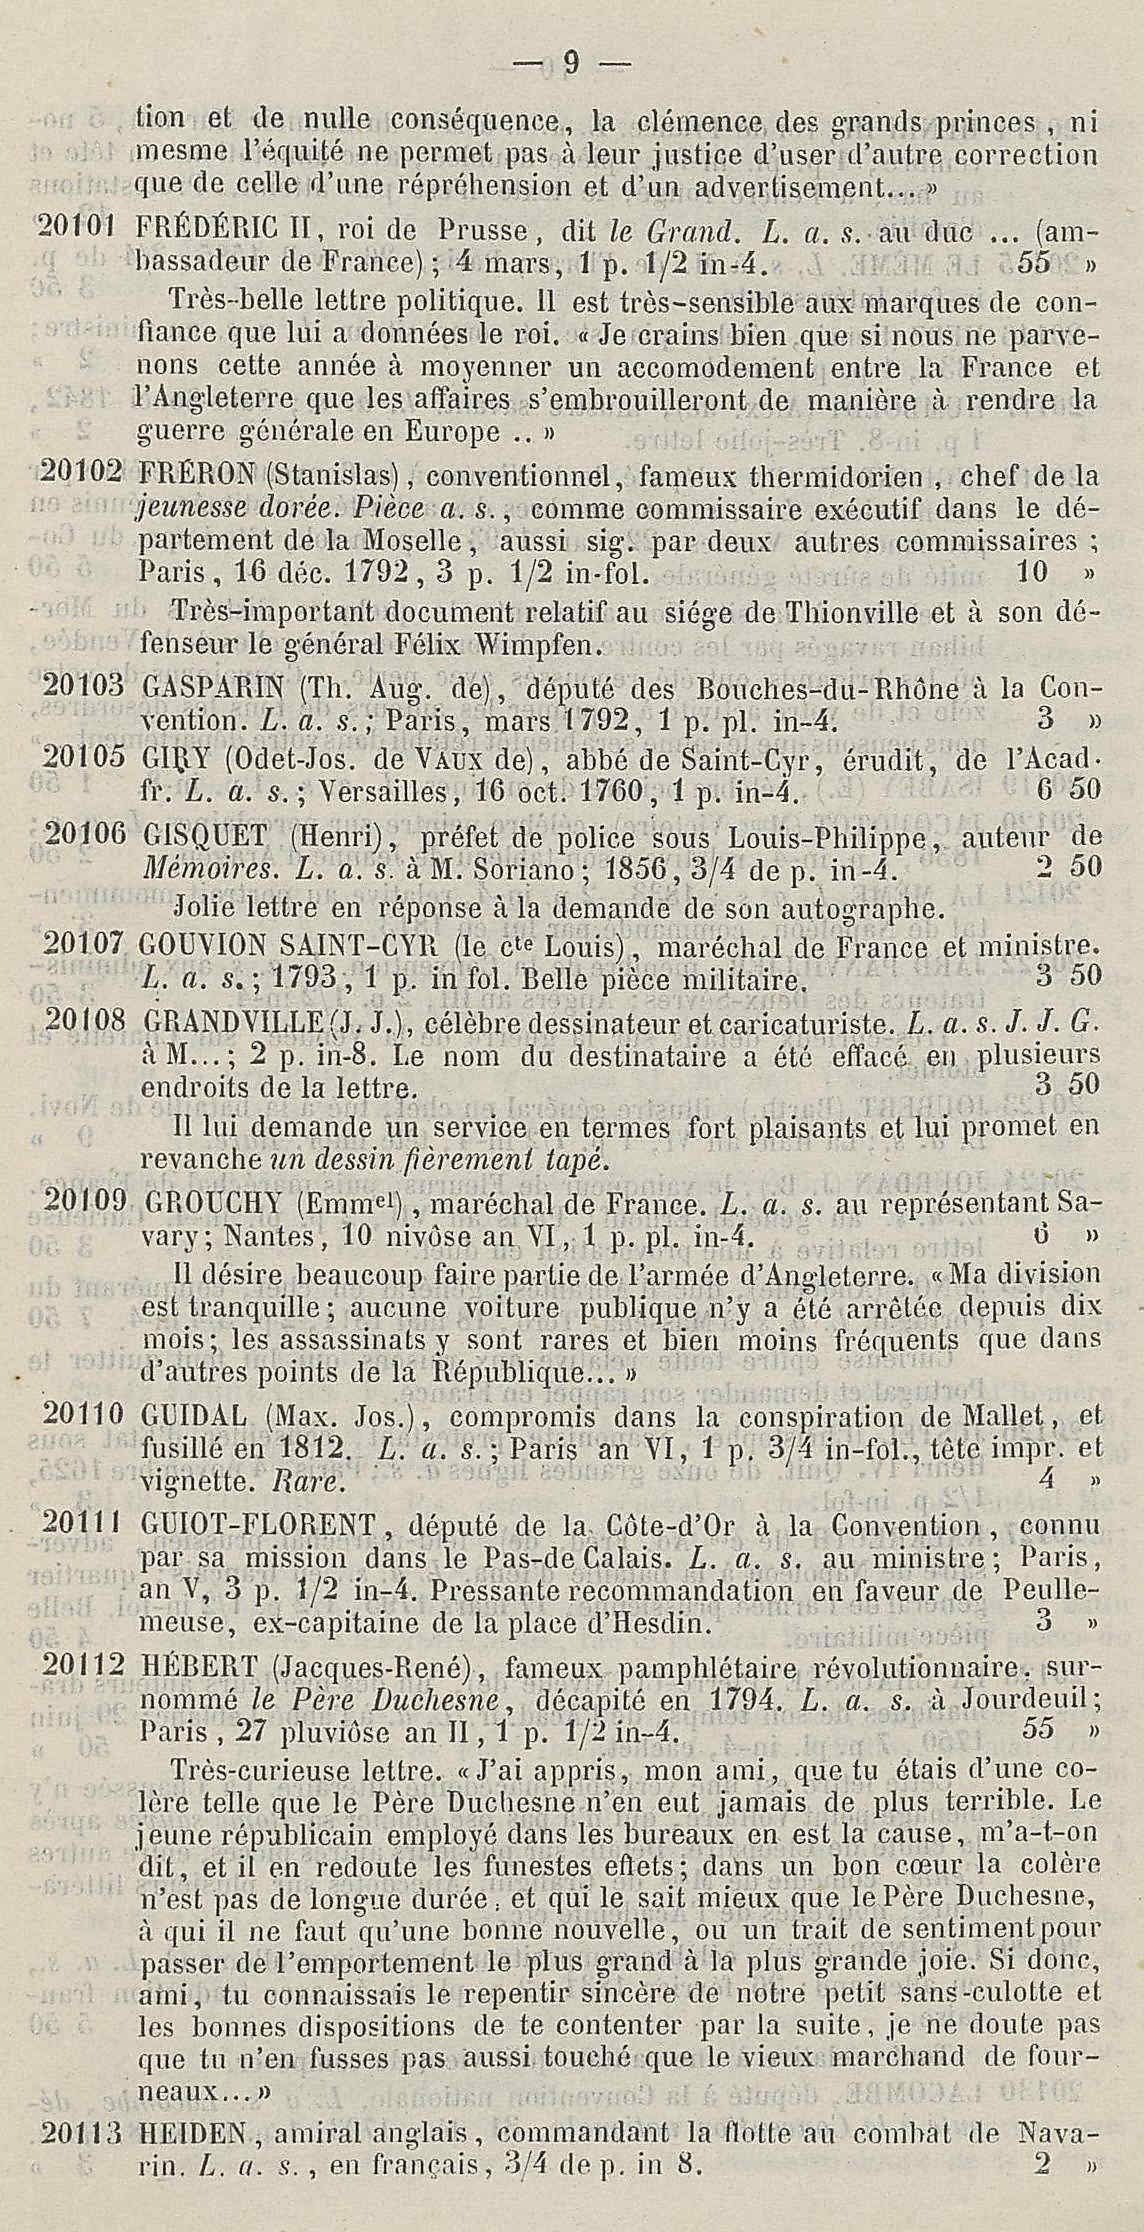 — 9 —
tion et de nulle conséquence, la clémence des grands princes, ni
mesme l'équité ne permet pas à leur justice d'user d'autre correction
que de celle d'une répréhension et d'un advertisement... »
20101 FRÉDÉRIC II, roi de Prusse, dit le Grand. L. a. s. au duc ... (am-
bassadeur de France); 4 mars, 1 p. 1/2 in-4. 55 »
Très-belle lettre politique. Il est très-sensible aux marques de con-
fiance que lui a données le roi. « Je crains bien que si nous ne parve-
nons cette année à moyenner un accomodement entre la France et
l'Angleterre que les affaires s'embrouilleront de manière à rendre la
guerre générale en Europe .. »
20102 FRÉRON (Stanislas), conventionnel, fameux thermidorien, chef de la
jeunesse dorée. Pièce a. s., comme commissaire exécutif dans le dé-
partement de la Moselle, aussi sig. par deux autres commissaires;
Paris, 16 déc. 1792, 3 p. 1/2 in-fol. 10 »
Très-important document relatif au siége de Thionville et à son dé-
fenseur le général Félix Wimpfen.
20103 GASPARIN (Th. Aug. de), député des Bouches-du-Rhône à la Con-
vention. L. a. s.; Paris, mars 1792, 1 p. pl. in-4. 3 »
20105 GIRY (Odet-Jos. de VAUX de), abbé de Saint-Cyr, érudit, de l'Acad.
fr. L. a. s.; Versailles, 16 oct. 1760, 1 p. in-4. 6 50
20106 GISQUET (Henri), préfet de police sous Louis-Philippe, auteur de
Mémoires. L. a. s. à M. Soriano; 1856, 3/4 de p. in-4. 2 50
Jolie lettre en réponse à la demande de son autographe.
20107 GOUVION SAINT-CYR (le cte Louis), maréchal de France et ministre.
L. a. s.; 1793, 1 p. in fol. Belle pièce militaire. 3 50
20108 GRANDVILLE (J. J.), célèbre dessinateur et caricaturiste. L. a. s. J. J. G.
à M...; 2 p. in-8. Le nom du destinataire a été effacé en plusieurs
endroits de la lettre. 3 50
Il lui demande un service en termes fort plaisants et lui promet en
revanche un dessin fièrement tapé.
20109 GROUCHY (Emmel), maréchal de France. L. a. s. au représentant Sa-
vary; Nantes, 10 nivôse an VI, 1 p. pl. in-4. 6 »
Il désire beaucoup faire partie de l'armée d'Angleterre. « Ma division
est tranquille; aucune voiture publique n'y a été arrêtée depuis dix
mois; les assassinats y sont rares et bien moins fréquents que dans
d'autres points de la République... »
20110 GUIDAL (Max. Jos.), compromis dans la conspiration de Mallet, et
fusillé en 1812. L. a. s.; Paris an VI, 1 p. 3/4 in-fol., tête impr. et
vignette. Rare. 4 »
20111 GUIOT-FLORENT, député de la Côte-d'Or à la Convention, connu
par sa mission dans le Pas-de Calais. L. a. s. au ministre; Paris,
an V, 3 p. 1/2 in-4. Pressante recommandation en faveur de Peulle-
meuse, ex-capitaine de la place d'Hesdin. 3 »
20112 HÉBERT (Jacques-René), fameux pamphlétaire révolutionnaire. sur-
nommé le Père Duchesne, décapité en 1794. L. a. s. à Jourdeuil;
Paris, 27 pluviôse an II, 1 p. 1/2 in-4. 55 »
Très-curieuse lettre. « J'ai appris, mon ami, que tu étais d'une co-
lère telle que le Père Duchesne n'en eut jamais de plus terrible. Le
jeune républicain employé dans les bureaux en est la cause, m'a-t-on
dit, et il en redoute les funestes effets; dans un bon cœur la colère
n'est pas de longue durée, et qui le sait mieux que le Père Duchesne,
à qui il ne faut qu'une bonne nouvelle, ou un trait de sentiment pour
passer de l'emportement le plus grand à la plus grande joie. Si donc,
ami, tu connaissais le repentir sincère de notre petit sans-culotte et
les bonnes dispositions de te contenter par la suite, je ne doute pas
que tu n'en fusses pas aussi touché que le vieux marchand de four-
neaux... »
20113 HEIDEN, amiral anglais, commandant la flotte au combat de Nava-
rin. L. a. s., en français, 3/4 de p. in 8. 2 »